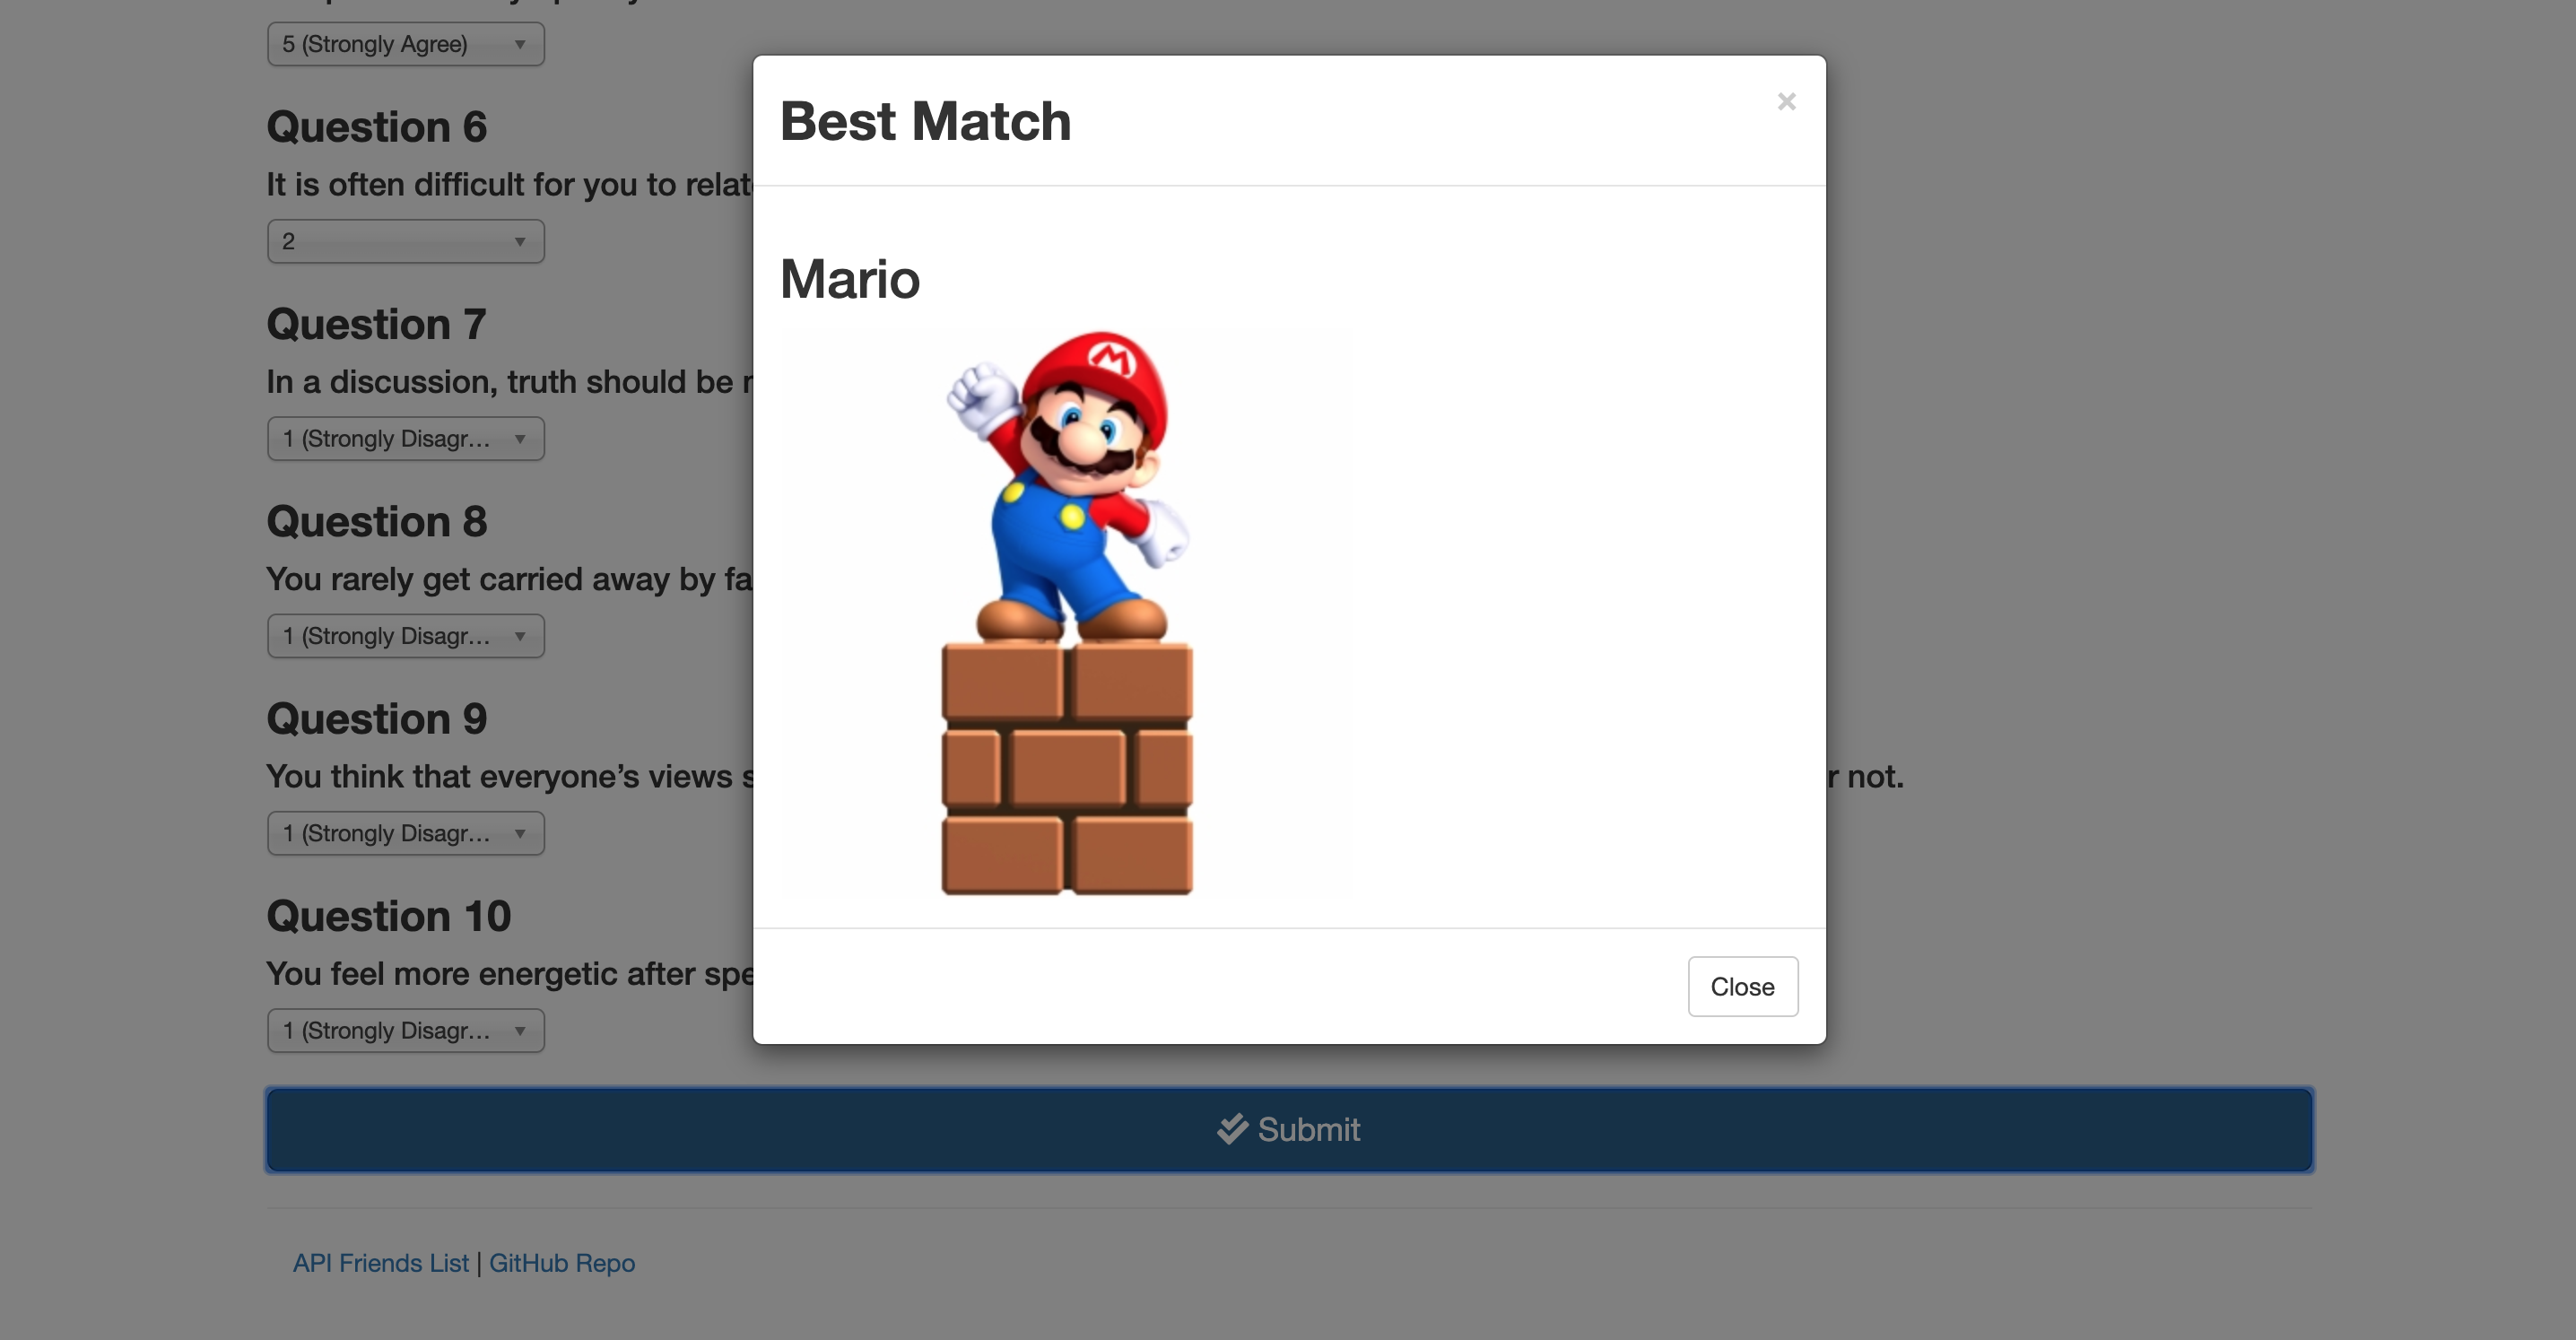 5 (Strongly Agree)
Question 6
It is often difficult for you to relat
2
Question 7
In a discussion, truth should be
1 (Strongly Disagr...
Question 8
You rarely get carried away by fa
1 (Strongly Disagr...
Question 9
You think that everyone’s views s
r not.
1 (Strongly Disagr...
Question 10
You feel more energetic after spe
1 (Strongly Disagr...
Best Match
×
Mario
M
Close
Submit
API Friends List | GitHub Repo